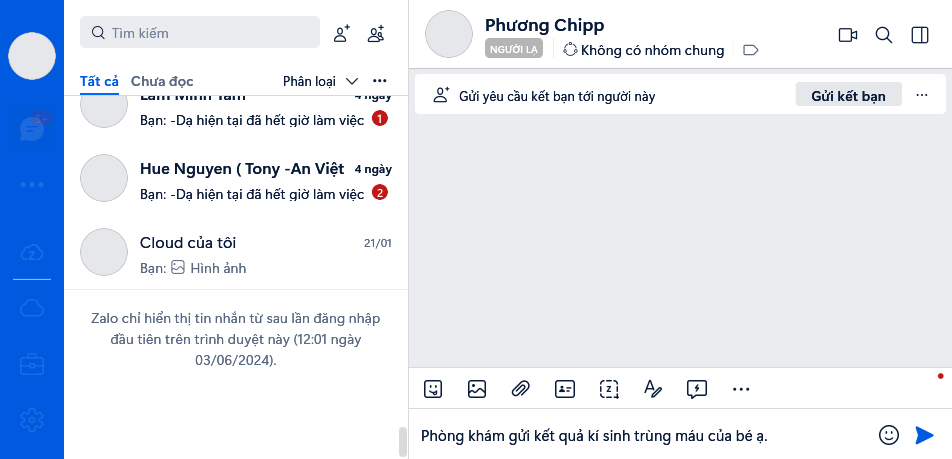 Tìm kiếm
Tất cả Chưa đọc Phân loại
Lâm Minh Tâm 4 ngày
Bạn: -Dạ hiện tại đã hết giờ làm việc 1
Hue Nguyen ( Tony -An Việt 4 ngày
Bạn: -Dạ hiện tại đã hết giờ làm việc 2
Cloud của tôi 21/01
Bạn: Hình ảnh
Zalo chỉ hiển thị tin nhắn từ sau lần đăng nhập
đầu tiên trên trình duyệt này (12:01 ngày
03/06/2024).
Phương Chipp
NGƯỜI LẠ Không có nhóm chung
Gửi yêu cầu kết bạn tới người này Gửi kết bạn
Phòng khám gửi kết quả kí sinh trùng máu của bé ạ.